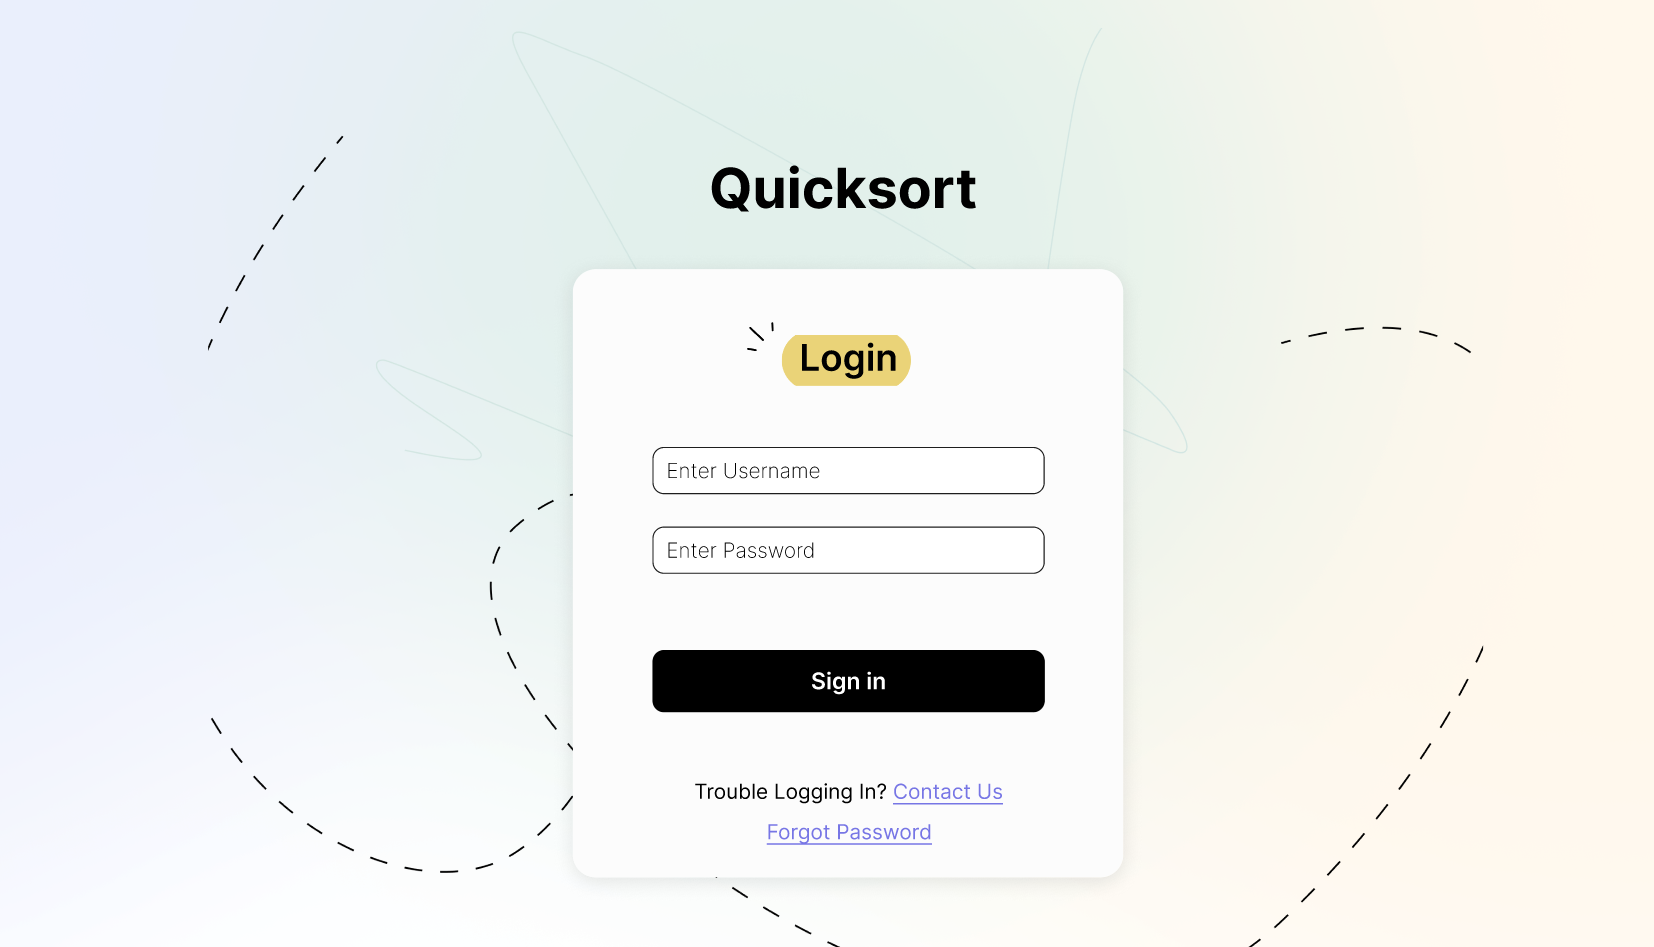 Quicksort
Login
Enter Username
Enter Password
Sign in
Trouble Logging In? Contact Us
Forgot Password